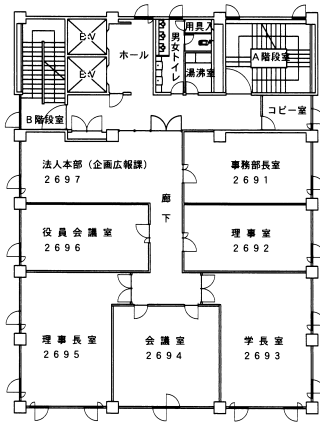 用具入
E·V
ホール
男女トイレ
A階段室
湯沸室
E·V
コピー室
B階段室
法人本部（企画広報課）
2697
事務部長室
2691
廊下
役員会議室
2696
理事室
2692
理事長室
2695
会議室
2694
学長室
2693